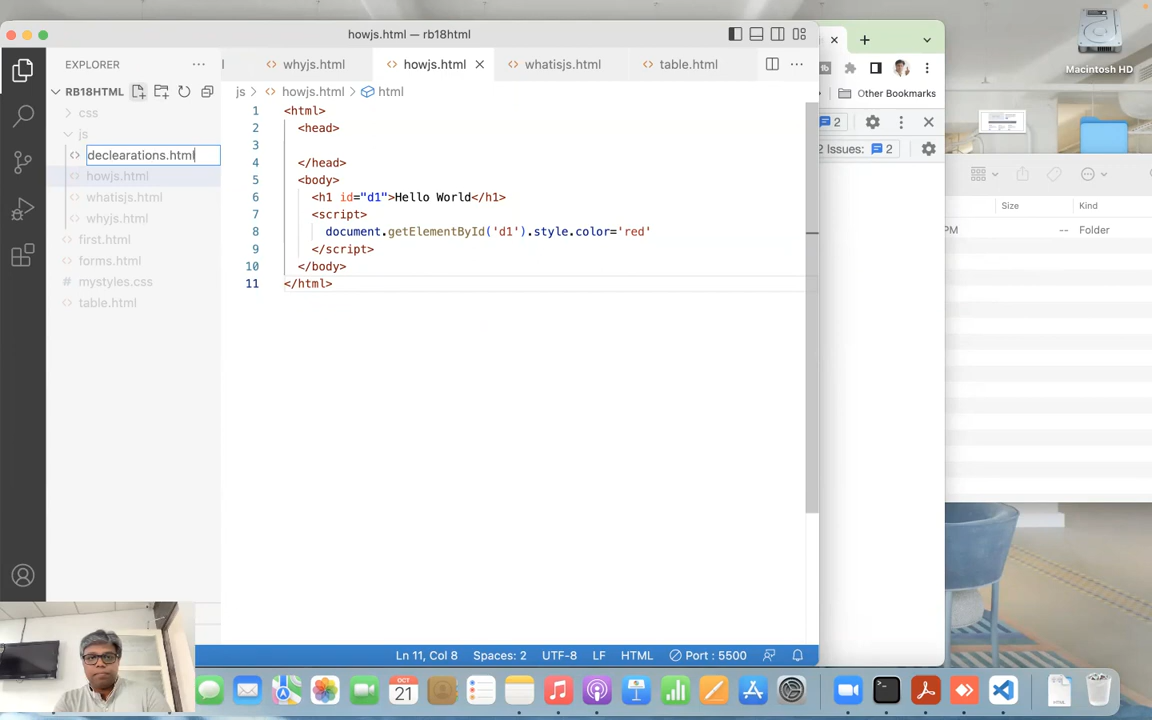 howjs.html — rb18html
EXPLORER
whyjs.html
howjs.html
whatisjs.html
table.html
RB18HTML
js > howjs.html > html
css
js
declearations.html
howjs.html
whatisjs.html
whyjs.html
first.html
forms.html
mystyles.css
table.html
1 <html>
2 <head>
3
4 </head>
5 <body>
6 <h1 id="d1">Hello World</h1>
7 <script>
8 document.getElementById('d1').style.color='red'
9 </script>
10 </body>
11 </html>
Other Bookmarks
2
2 Issues: 2
Macintosh HD
Size
Kind
PM
--
Folder
Ln 11, Col 8
Spaces: 2
UTF-8
LF
HTML
Port : 5500
OCT
21